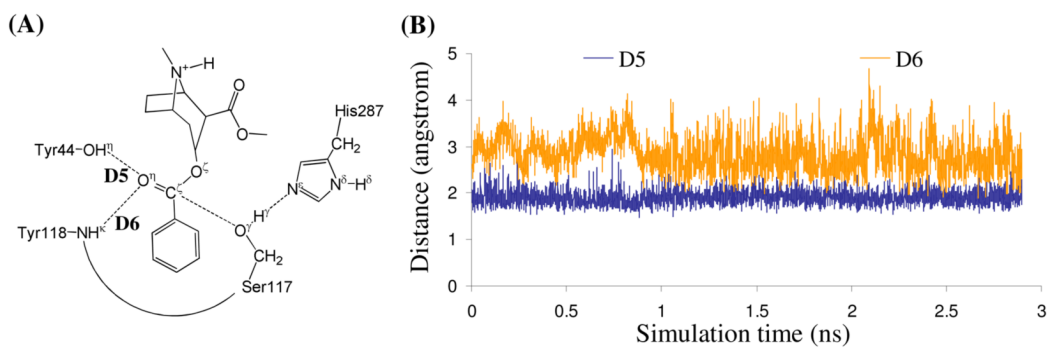 (A)
N+
H
O
O
His287
CH2
Tyr44
OHη
Oζ
D5
Oη
Cζ
Nε
Nδ
Hδ
D6
Hγ
Tyr118
NHκ
Oγ
CH2
Ser117
(B)
D5
D6
Distance (angstrom)
5
4
3
2
1
0
0
0.5
1
1.5
2
2.5
3
Simulation time (ns)